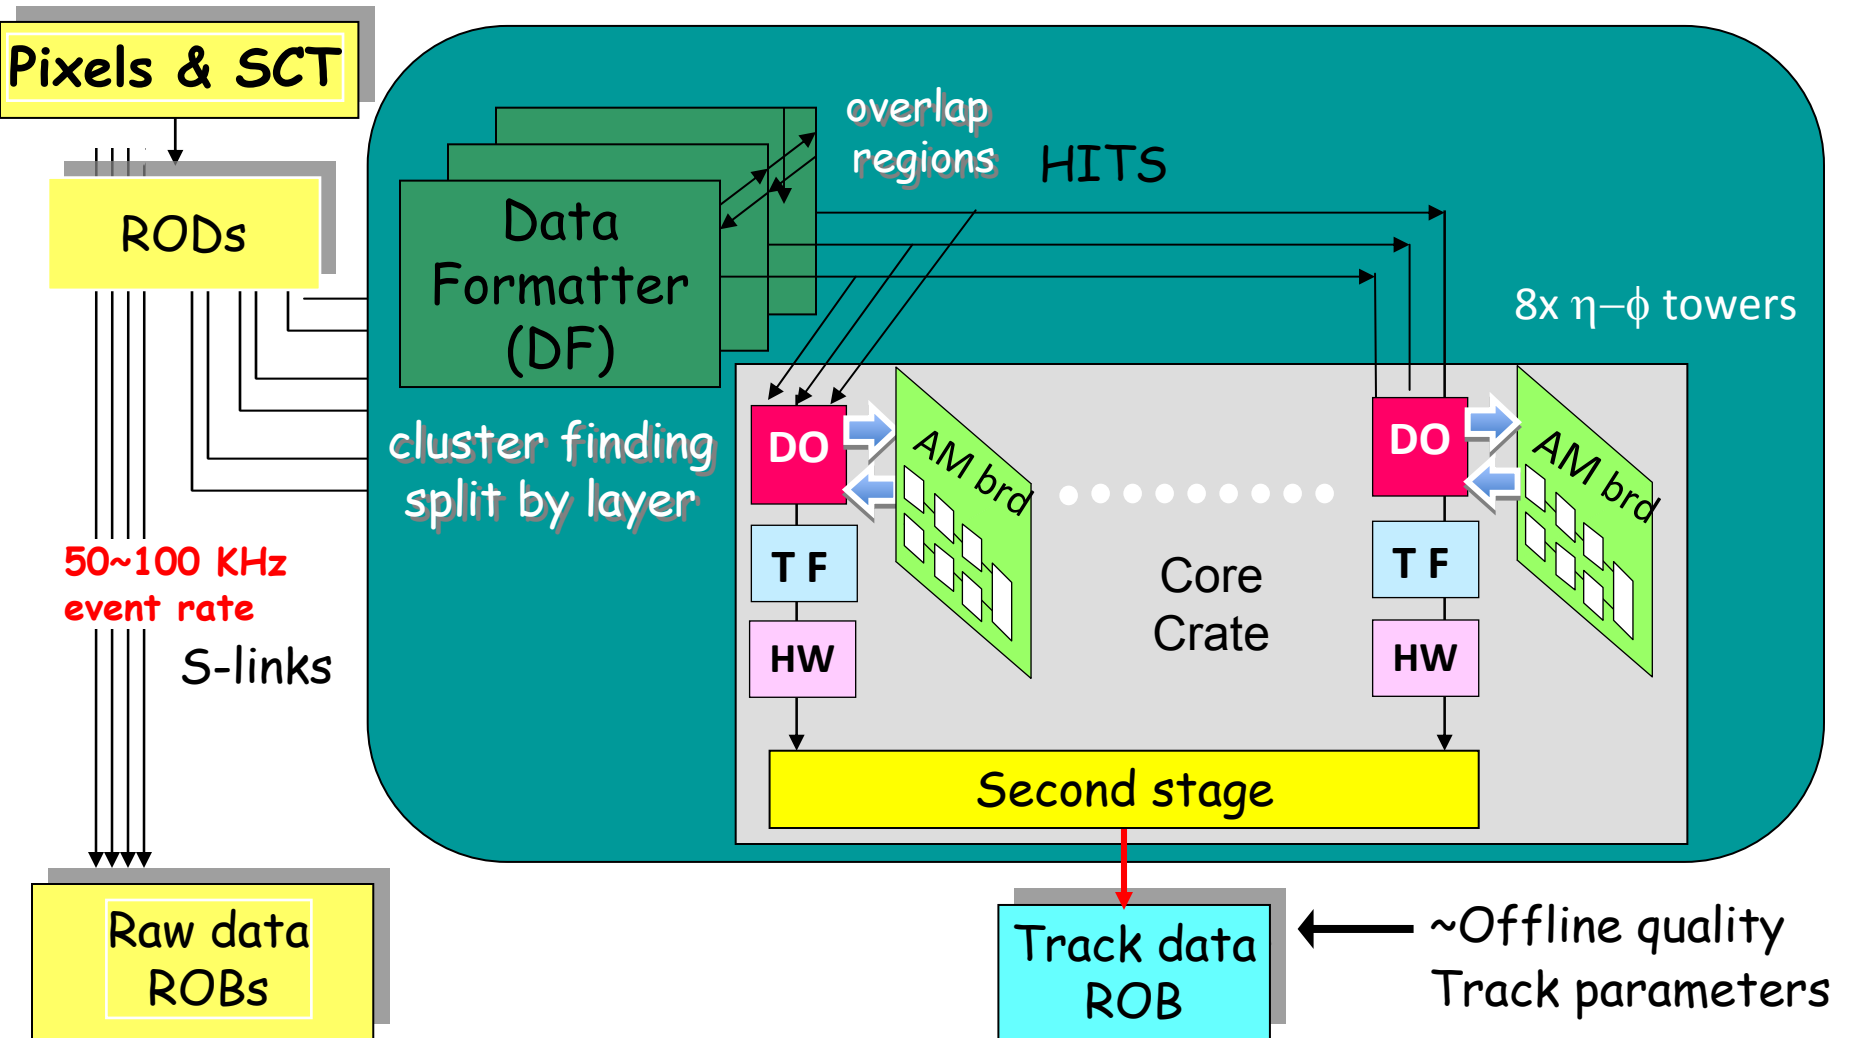 Pixels & SCT
RODs
50~100 KHz
event rate
S-links
Raw data
ROBs
Data
Formatter
(DF)
cluster finding
split by layer
overlap
regions
HITS
8x η−ϕ towers
DO
AM brd
T F
HW
Core
Crate
DO
AM brd
T F
HW
Second stage
Track data
ROB
~Offline quality
Track parameters